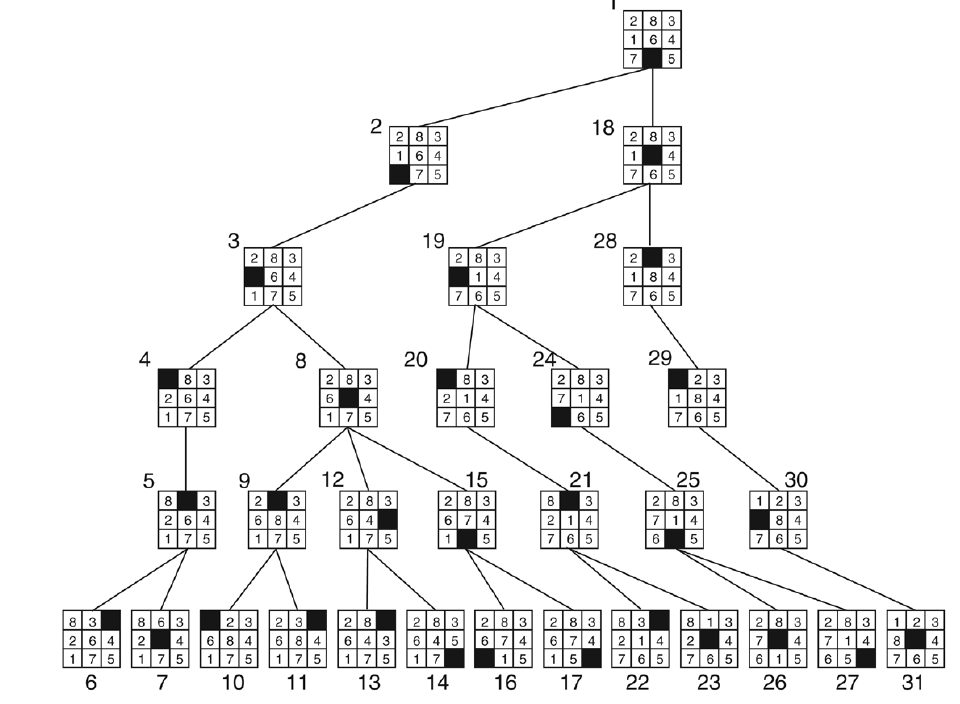 1
2 8 3
1 6 4
7 5
2
2 8 3
1 6 4
7 5
18
2 8 3
1 4
7 6 5
3
2 8 3
6 4
1 7 5
19
2 8 3
1 4
7 6 5
28
2 3
1 8 4
7 6 5
4
8 3
2 6 4
1 7 5
8
2 8 3
6 4
1 7 5
20
8 3
2 1 4
7 6 5
24
2 8 3
7 1 4
6 5
29
2 3
1 8 4
7 6 5
5
8 3
2 6 4
1 7 5
9
2 3
6 8 4
1 7 5
12
2 8 3
6 4
1 7 5
15
2 8 3
6 7 4
1 5
21
8 3
2 1 4
7 6 5
25
2 8 3
7 1 4
6 5
30
1 2 3
8 4
7 6 5
8 3
2 6 4
1 7 5
6
8 6 3
2 4
1 7 5
7
2 3
6 8 4
1 7 5
10
2 3
6 8 4
1 7 5
11
2 8
6 4 3
1 7 5
13
2 8 3
6 4 5
1 7
14
2 8 3
6 7 4
1 5
16
2 8 3
6 7 4
1 5
17
8 3
2 1 4
7 6 5
22
8 1 3
2 4
7 6 5
23
2 8 3
7 4
6 1 5
26
2 8 3
7 1 4
6 5
27
1 2 3
8 4
7 6 5
31